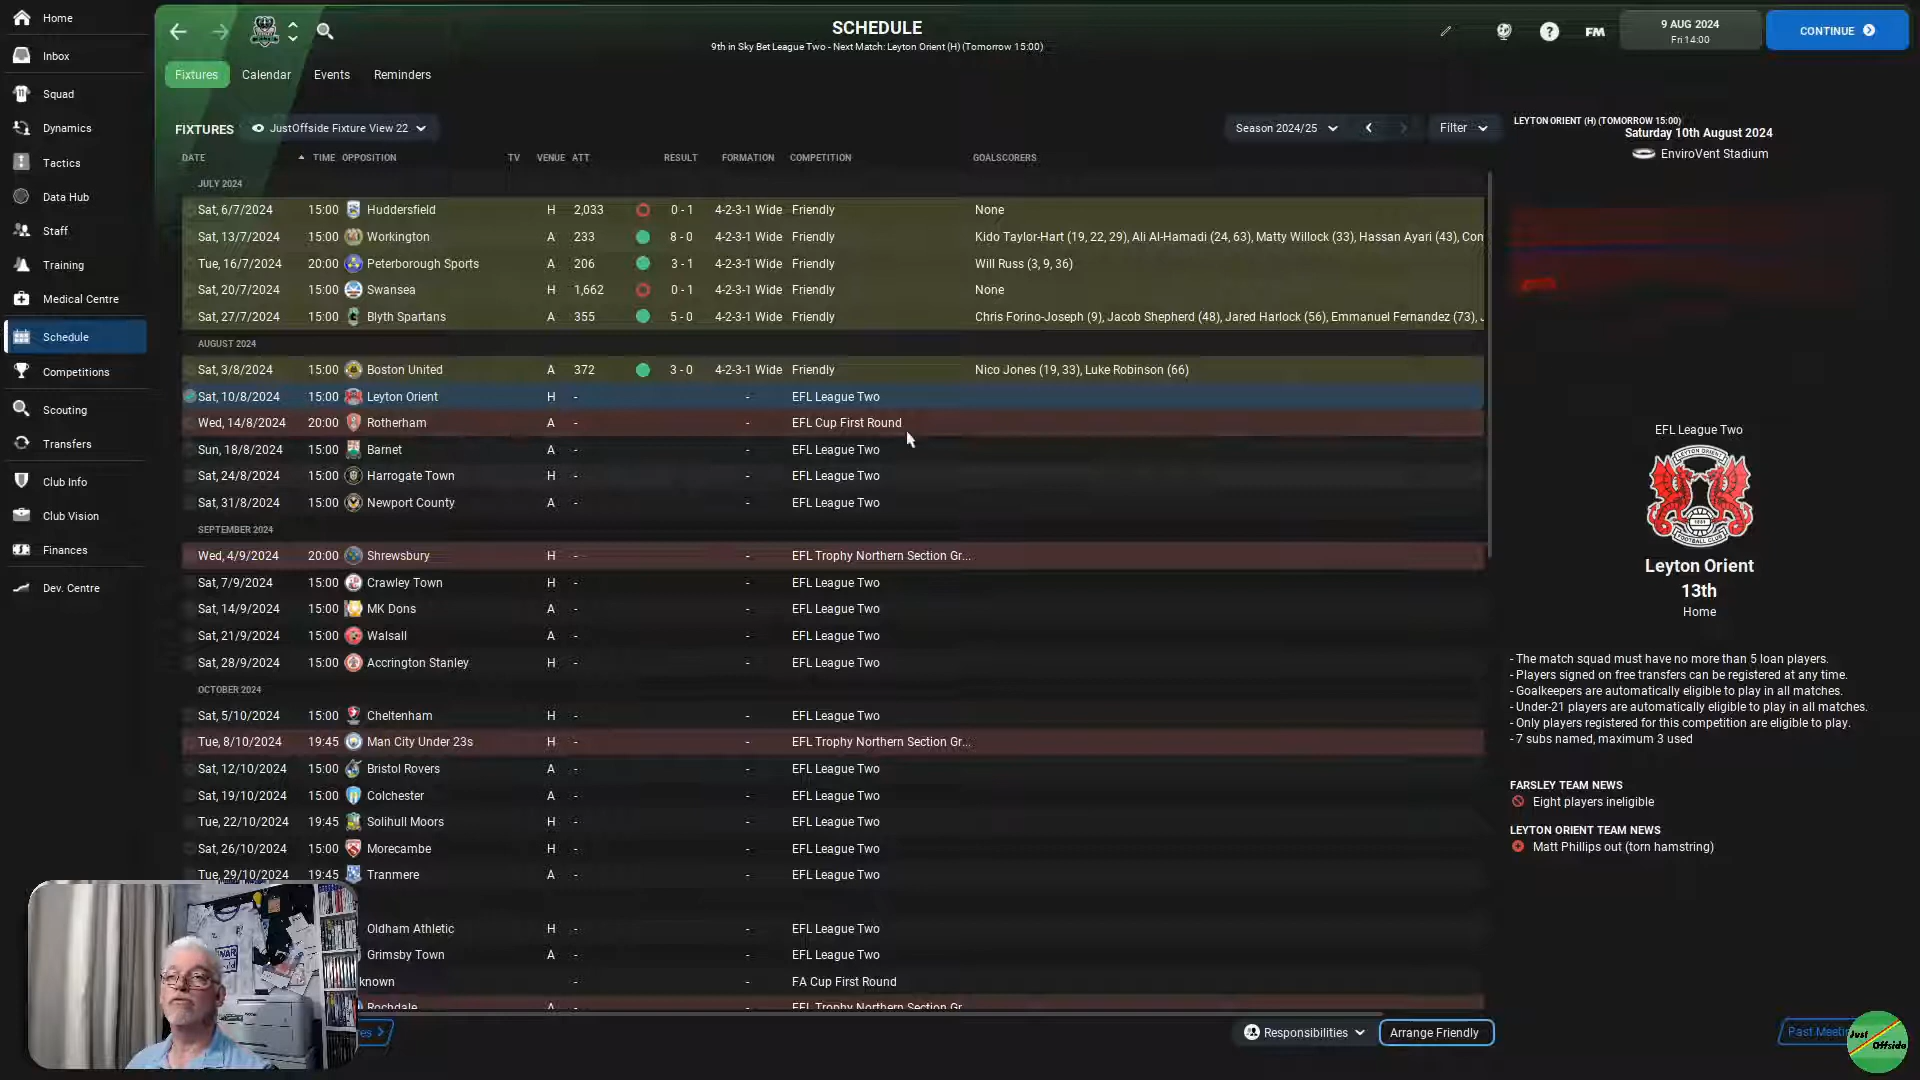 Home
Inbox
Squad
Dynamics
Tactics
Data Hub
Staff
Training
Medical Centre
Schedule
Competitions
Scouting
Transfers
Club Info
Club Vision
Finances
Dev. Centre
SCHEDULE
9th in Sky Bet League Two - Next Match: Leyton Orient (H) (Tomorrow 15:00)
FM
9 AUG 2024
Fri 14:00
CONTINUE
Fixtures Calendar Events Reminders
FIXTURES JustOffside Fixture View 22 Season 2024/25 Filter
DATE TIME OPPOSITION TV VENUE ATT RESULT FORMATION COMPETITION GOALSCORERS
JULY 2024
Sat, 6/7/2024 15:00 Huddersfield H 2,033 0 - 1 4-2-3-1 Wide Friendly None
Sat, 13/7/2024 15:00 Workington A 233 8 - 0 4-2-3-1 Wide Friendly Kido Taylor-Hart (19, 22, 29), Ali Al-Hamadi (24, 63), Matty Willock (33), Hassan Ayari (43), Con
Tue, 16/7/2024 20:00 Peterborough Sports A 206 3 - 1 4-2-3-1 Wide Friendly Will Russ (3, 9, 36)
Sat, 20/7/2024 15:00 Swansea H 1,662 0 - 1 4-2-3-1 Wide Friendly None
Sat, 27/7/2024 15:00 Blyth Spartans A 355 5 - 0 4-2-3-1 Wide Friendly Chris Forino-Joseph (9), Jacob Shepherd (48), Jared Harlock (56), Emmanuel Fernandez (73),
AUGUST 2024
Sat, 3/8/2024 15:00 Boston United A 372 3 - 0 4-2-3-1 Wide Friendly Nico Jones (19, 33), Luke Robinson (66)
Sat, 10/8/2024 15:00 Leyton Orient H - - EFL League Two
Wed, 14/8/2024 20:00 Rotherham A - - EFL Cup First Round
Sun, 18/8/2024 15:00 Barnet A - - EFL League Two
Sat, 24/8/2024 15:00 Harrogate Town H - - EFL League Two
Sat, 31/8/2024 15:00 Newport County A - - EFL League Two
SEPTEMBER 2024
Wed, 4/9/2024 20:00 Shrewsbury H - - EFL Trophy Northern Section Gr...
Sat, 7/9/2024 15:00 Crawley Town H - - EFL League Two
Sat, 14/9/2024 15:00 MK Dons A - - EFL League Two
Sat, 21/9/2024 15:00 Walsall A - - EFL League Two
Sat, 28/9/2024 15:00 Accrington Stanley H - - EFL League Two
OCTOBER 2024
Sat, 5/10/2024 15:00 Cheltenham H - - EFL League Two
Tue, 8/10/2024 19:45 Man City Under 23s H - - EFL Trophy Northern Section Gr...
Sat, 12/10/2024 15:00 Bristol Rovers A - - EFL League Two
Sat, 19/10/2024 15:00 Colchester A - - EFL League Two
Tue, 22/10/2024 19:45 Solihull Moors H - - EFL League Two
Sat, 26/10/2024 15:00 Morecambe H - - EFL League Two
Tue, 29/10/2024 19:45 Tranmere A - - EFL League Two
Oldham Athletic H - - EFL League Two
Grimsby Town A - - EFL League Two
known - - FA Cup First Round
Rochdale A - - EFL Trophy Northern Section Gr
Responsibilities Arrange Friendly
LEYTON ORIENT (H) (TOMORROW 15:00)
Saturday 10th August 2024
EnviroVent Stadium
EFL League Two
LEYTON ORIENT
FOOTBALL CLUB
Leyton Orient
13th
Home
- The match squad must have no more than 5 loan players.
- Players signed on free transfers can be registered at any time.
- Goalkeepers are automatically eligible to play in all matches.
- Under-21 players are automatically eligible to play in all matches.
- Only players registered for this competition are eligible to play.
- 7 subs named, maximum 3 used
FARSLEY TEAM NEWS
Eight players ineligible
LEYTON ORIENT TEAM NEWS
Matt Phillips out (torn hamstring)
Past Meetin
Just Offside